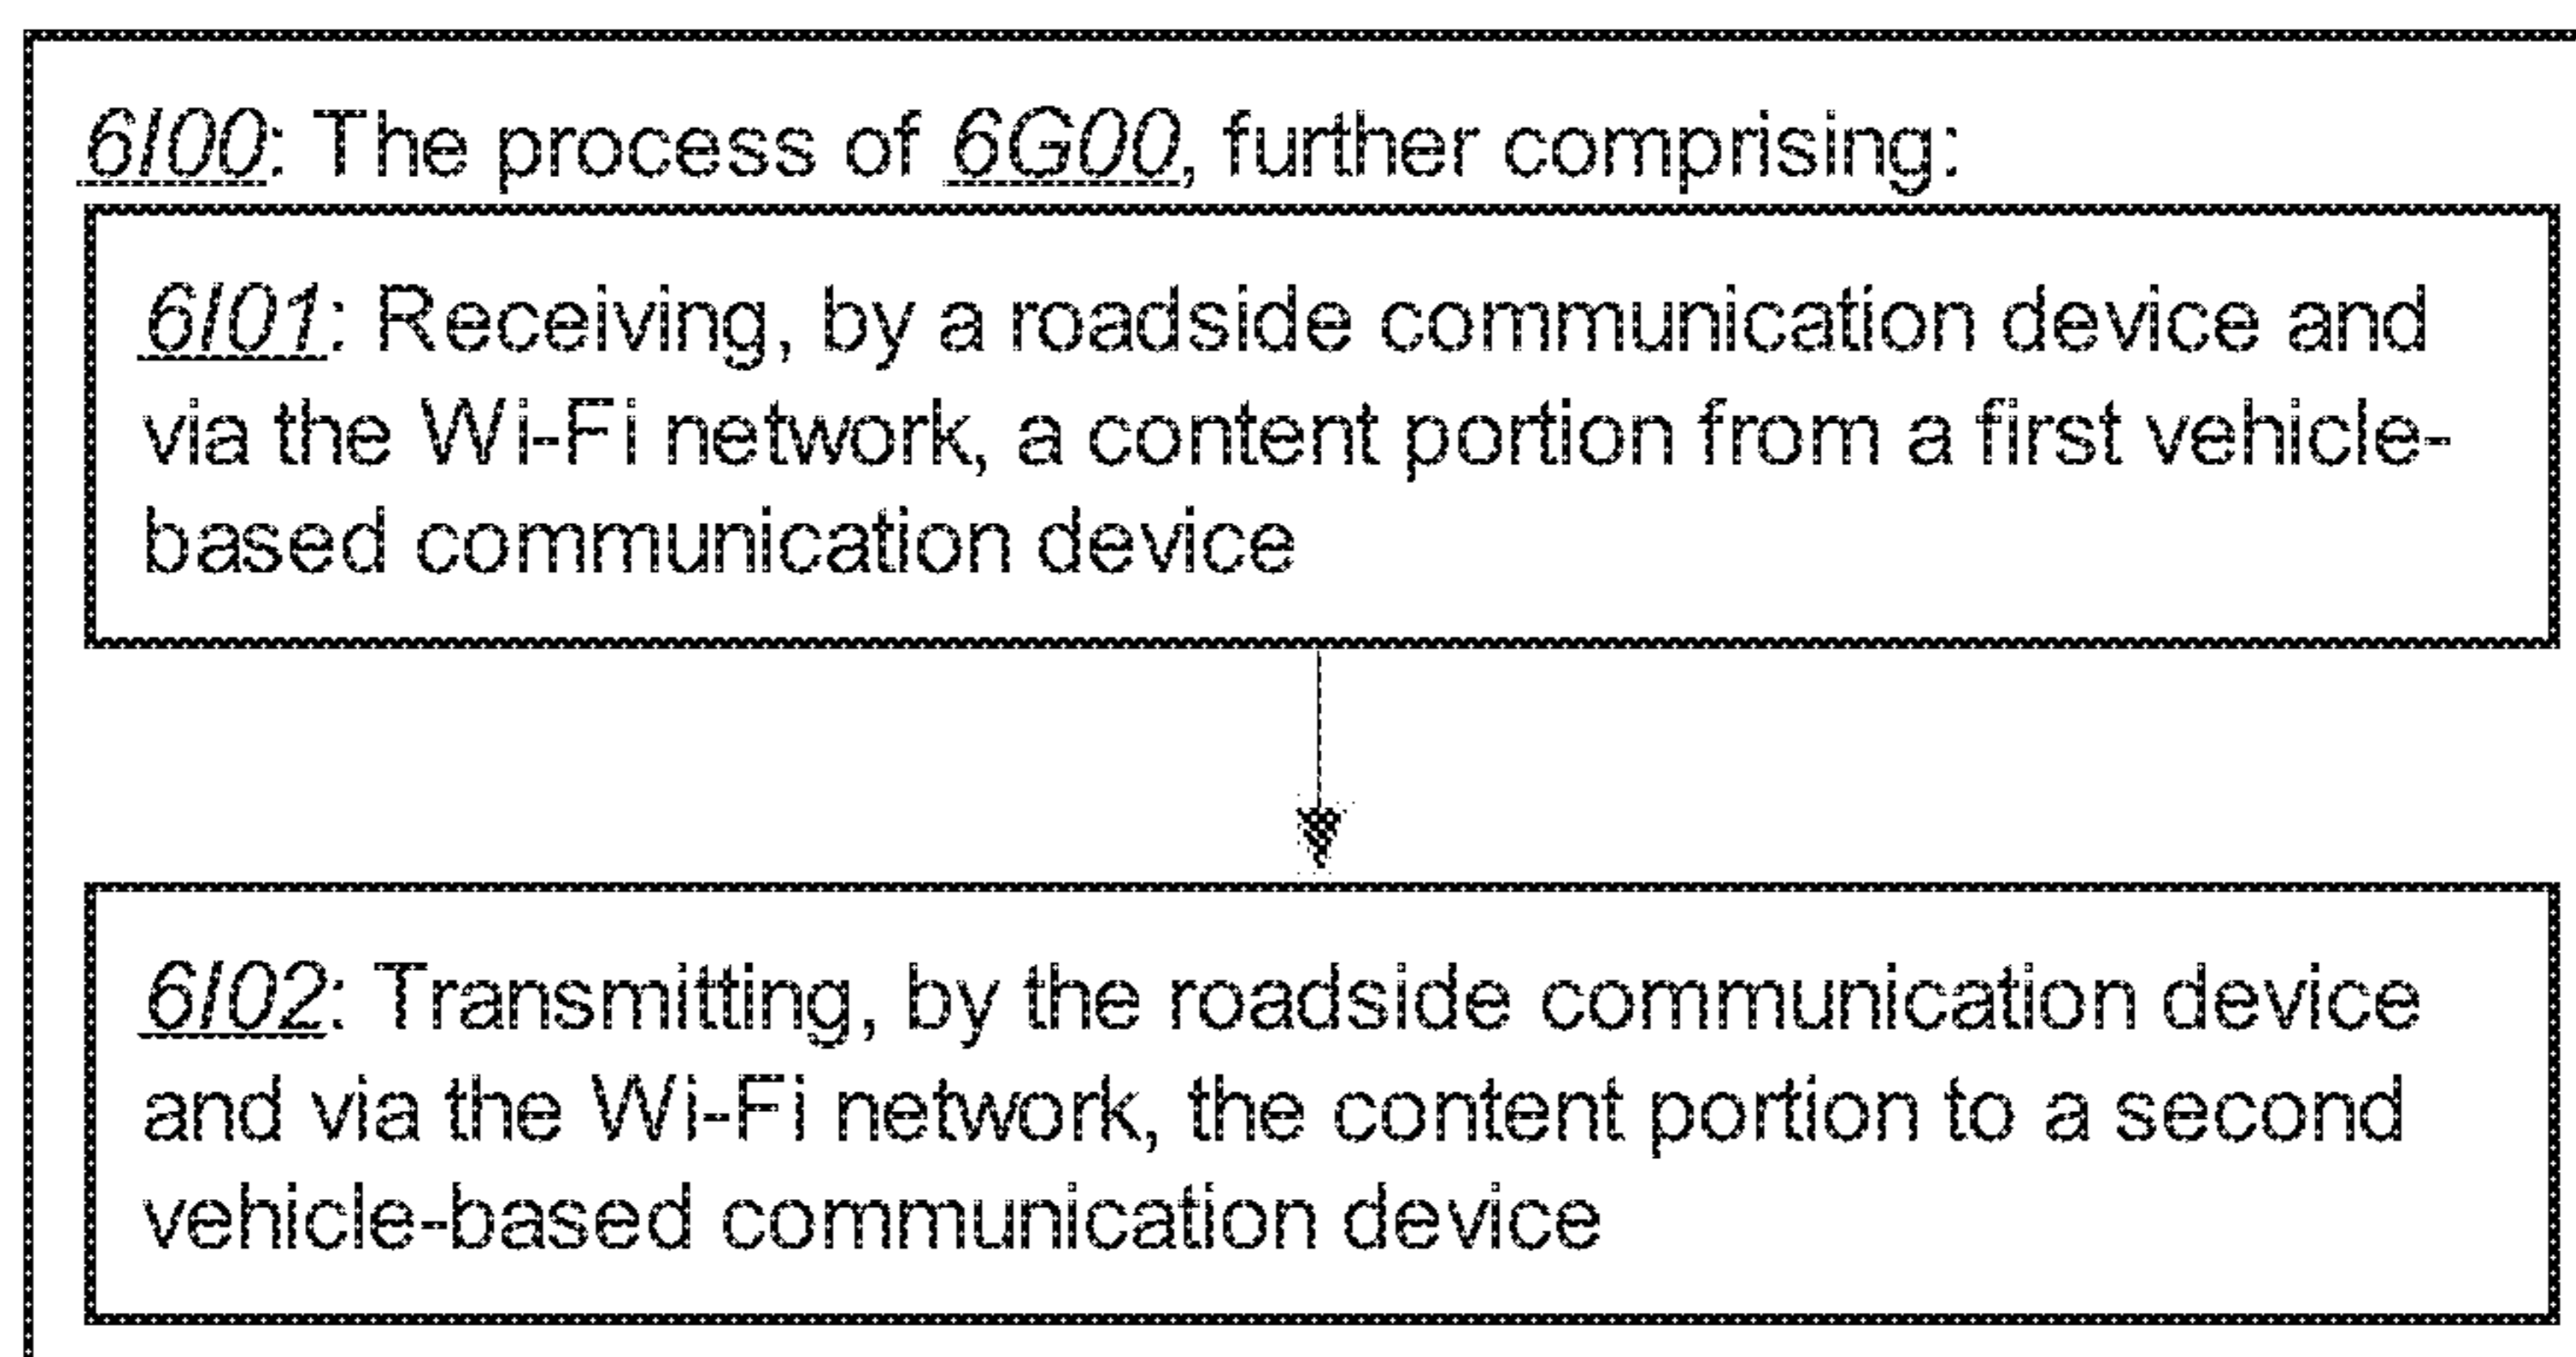 6I00: The process of 6G00, further comprising:
6I01: Receiving, by a roadside communication device and
via the Wi-Fi network, a content portion from a first vehicle-
based communication device
6I02: Transmitting, by the roadside communication device
and via the Wi-Fi network, the content portion to a second
vehicle-based communication device